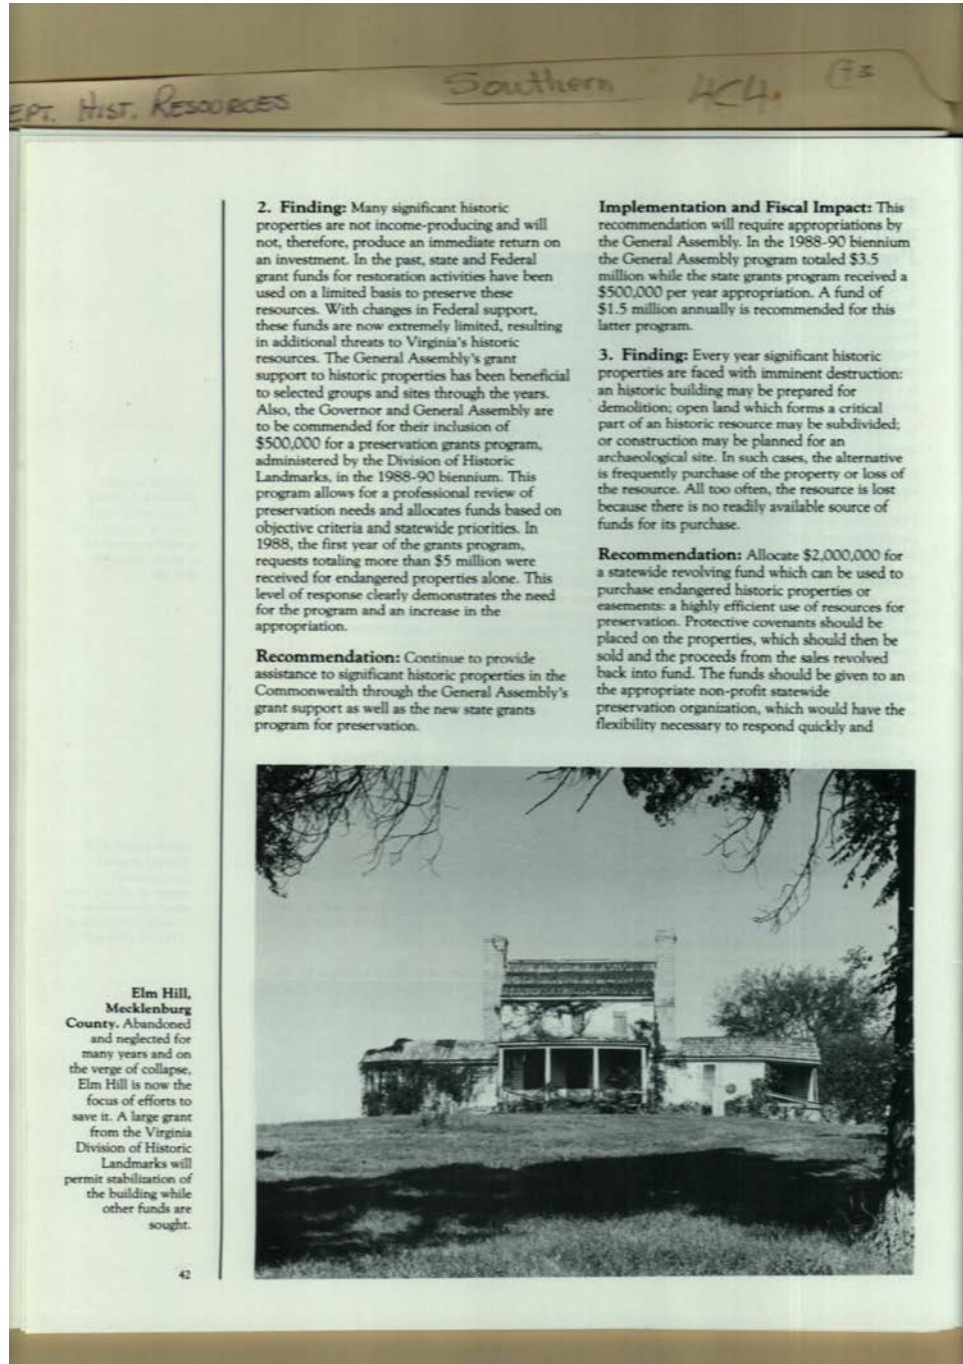 EPT. HIST. RESOURCES
Southern
2. Finding: Many significant historic
properties are not income-producing and will
not, therefore, produce an immediate return on
an investment. In the past, state and Federal
grant funds for restoration activities have been
used on a limited basis to preserve these
resources. With changes in Federal support,
these funds are now extremely limited, resulting
in additional threats to Virginia's historic
resources. The General Assembly's grant
support to historic properties has been beneficial
to selected groups and sites through the years.
Also, the Governor and General Assembly are
to be commended for their inclusion of
$500,000 for a preservation grants program,
administered by the Division of Historic
Landmarks, in the 1988-90 biennium. This
program allows for a professional review of
preservation needs and allocates funds based on
objective criteria and statewide priorities. In
1988, the first year of the grants program,
requests totaling more than $5 million were
received for endangered properties alone. This
level of response clearly demonstrates the need
for the program and an increase in the
appropriation.
Recommendation: Continue to provide
assistance to significant historic properties in the
Commonwealth through the General Assembly's
grant support as well as the new state grants
program for preservation.
Implementation and Fiscal Impact: This
recommendation will require appropriations by
the General Assembly. In the 1988-90 biennium
the General Assembly program totaled $3.5
million while the state grants program received a
$500,000 per year appropriation. A fund of
$1.5 million annually is recommended for this
latter program.
3. Finding: Every year significant historic
properties are faced with imminent destruction:
an historic building may be prepared for
demolition; open land which forms a critical
part of an historic resource may be subdivided;
or construction may be planned for an
archaeological site. In such cases, the alternative
is frequently purchase of the property or loss of
the resource. All too often, the resource is lost
because there is no readily available source of
funds for its purchase.
Recommendation: Allocate $2,000,000 for
a statewide revolving fund which can be used to
purchase endangered historic properties or
easements: a highly efficient use of resources for
preservation. Protective covenants should be
placed on the properties, which should then be
sold and the proceeds from the sales revolved
back into fund. The funds should be given to an
the appropriate non-profit statewide
preservation organization, which would have the
flexibility necessary to respond quickly and
Elm Hill,
Mecklenburg
County. Abandoned
and neglected for
many years and on
the verge of collapse,
Elm Hill is now the
focus of efforts to
save it. A large grant
from the Virginia
Division of Historic
Landmarks will
permit stabilization of
the building while
other funds are
sought.
42